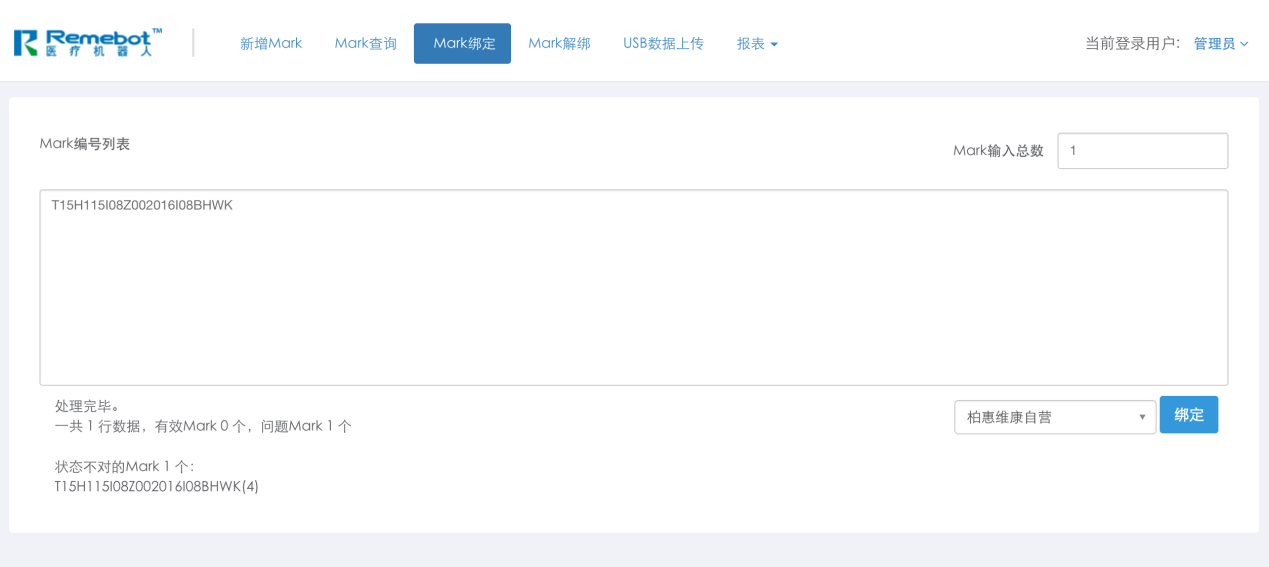 Remebot™
医疗机器人
新增Mark Mark查询 Mark绑定 Mark解绑 USB数据上传 报表 当前登录用户: 管理员
Mark编号列表
Mark输入总数 1
T15H115I08Z002016I08BHWK
处理完毕。
一共 1 行数据，有效Mark 0 个，问题Mark 1 个
柏惠维康自营 绑定
状态不对的Mark 1 个:
T15H115I08Z002016I08BHWK(4)